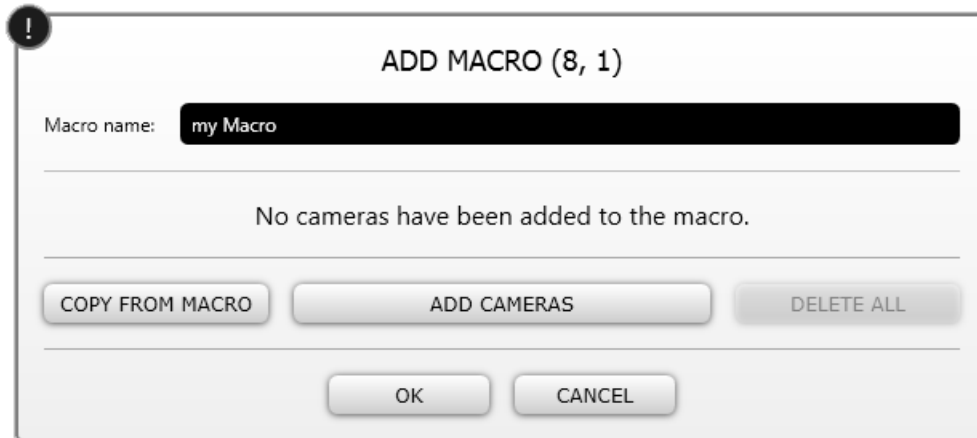 !
ADD MACRO (8, 1)
Macro name: my Macro
No cameras have been added to the macro.
COPY FROM MACRO ADD CAMERAS DELETE ALL
OK CANCEL